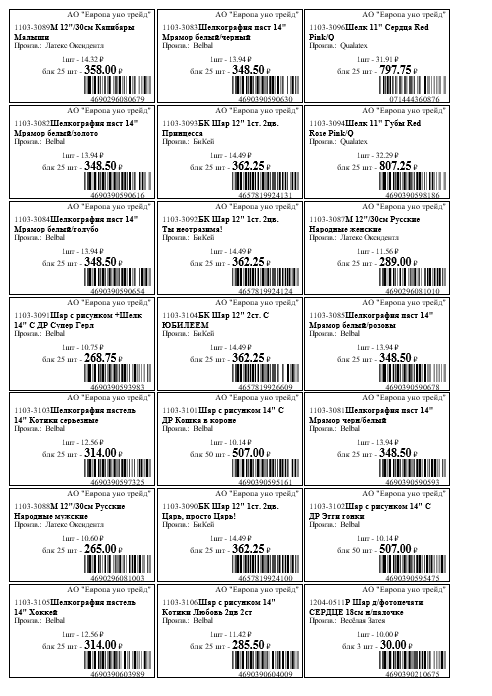 АО "Европа уно трейд"
1103-3089М 12"/30см Капибары
Малыши
Произв.: Латекс Оксидентл
1шт - 14.32 ₽
блк 25 шт - 358.00 ₽
4690296080679
АО "Европа уно трейд"
1103-3083Шелкография паст 14"
Мрамор белый/черный
Произв.: Belbal
1шт - 13.94 ₽
блк 25 шт - 348.50 ₽
4690390590630
АО "Европа уно трейд"
1103-3096Шелк 11" Сердца Red
Pink/Q
Произв.: Qualatex
1шт - 31.91 ₽
блк 25 шт - 797.75 ₽
071444360876
АО "Европа уно трейд"
1103-3082Шелкография паст 14"
Мрамор белый/золото
Произв.: Belbal
1шт - 13.94 ₽
блк 25 шт - 348.50 ₽
4690390590616
АО "Европа уно трейд"
1103-3093БК Шар 12" 1ст. 2цв.
Принцесса
Произв.: БиКей
1шт - 14.49 ₽
блк 25 шт - 362.25 ₽
4657819924131
АО "Европа уно трейд"
1103-3094Шелк 11" Губы Red
Rose Pink/Q
Произв.: Qualatex
1шт - 32.29 ₽
блк 25 шт - 807.25 ₽
4690390598186
АО "Европа уно трейд"
1103-3084Шелкография паст 14"
Мрамор белый/голубо
Произв.: Belbal
1шт - 13.94 ₽
блк 25 шт - 348.50 ₽
4690390590654
АО "Европа уно трейд"
1103-3092БК Шар 12" 1ст. 2цв.
Ты неотразима!
Произв.: БиКей
1шт - 14.49 ₽
блк 25 шт - 362.25 ₽
4657819924124
АО "Европа уно трейд"
1103-3087М 12"/30см Русские
Народные женские
Произв.: Латекс Оксидентл
1шт - 11.56 ₽
блк 25 шт - 289.00 ₽
4690296081010
АО "Европа уно трейд"
1103-3091Шар с рисунком +Шелк
14" С ДР Супер Герл
Произв.: Belbal
1шт - 10.75 ₽
блк 25 шт - 268.75 ₽
4690390593983
АО "Европа уно трейд"
1103-3104БК Шар 12" 2ст. С
ЮБИЛЕЕМ
Произв.: БиКей
1шт - 14.49 ₽
блк 25 шт - 362.25 ₽
4657819926609
АО "Европа уно трейд"
1103-3085Шелкография паст 14"
Мрамор белый/розовы
Произв.: Belbal
1шт - 13.94 ₽
блк 25 шт - 348.50 ₽
4690390590678
АО "Европа уно трейд"
1103-3103Шелкография пастель
14" Котики серьезные
Произв.: Belbal
1шт - 12.56 ₽
блк 25 шт - 314.00 ₽
4690390597325
АО "Европа уно трейд"
1103-3101Шар с рисунком 14" С
ДР Кошка в короне
Произв.: Belbal
1шт - 10.14 ₽
блк 50 шт - 507.00 ₽
4690390595161
АО "Европа уно трейд"
1103-3081Шелкография паст 14"
Мрамор черн/белый
Произв.: Belbal
1шт - 13.94 ₽
блк 25 шт - 348.50 ₽
4690390590593
АО "Европа уно трейд"
1103-3088М 12"/30см Русские
Народные мужские
Произв.: Латекс Оксидентл
1шт - 10.60 ₽
блк 25 шт - 265.00 ₽
4690296081003
АО "Европа уно трейд"
1103-3090БК Шар 12" 1ст. 2цв.
Царь, просто Царь!
Произв.: БиКей
1шт - 14.49 ₽
блк 25 шт - 362.25 ₽
4657819924100
АО "Европа уно трейд"
1103-3102Шар с рисунком 14" С
ДР Эгги гонки
Произв.: Belbal
1шт - 10.14 ₽
блк 50 шт - 507.00 ₽
4690390595475
АО "Европа уно трейд"
1103-3105Шелкография пастель
14" Хоккей
Произв.: Belbal
1шт - 12.56 ₽
блк 25 шт - 314.00 ₽
4690390603989
АО "Европа уно трейд"
1103-3106Шар с рисунком 14"
Котики Любовь 2цв 2ст
Произв.: Belbal
1шт - 11.42 ₽
блк 25 шт - 285.50 ₽
4690390604009
АО "Европа уно трейд"
1204-0511Р Шар д/фотопечати
СЕРДЦЕ 18см н/палочке
Произв.: Весёлая Затея
1шт - 10.00 ₽
блк 3 шт - 30.00 ₽
4690390210675